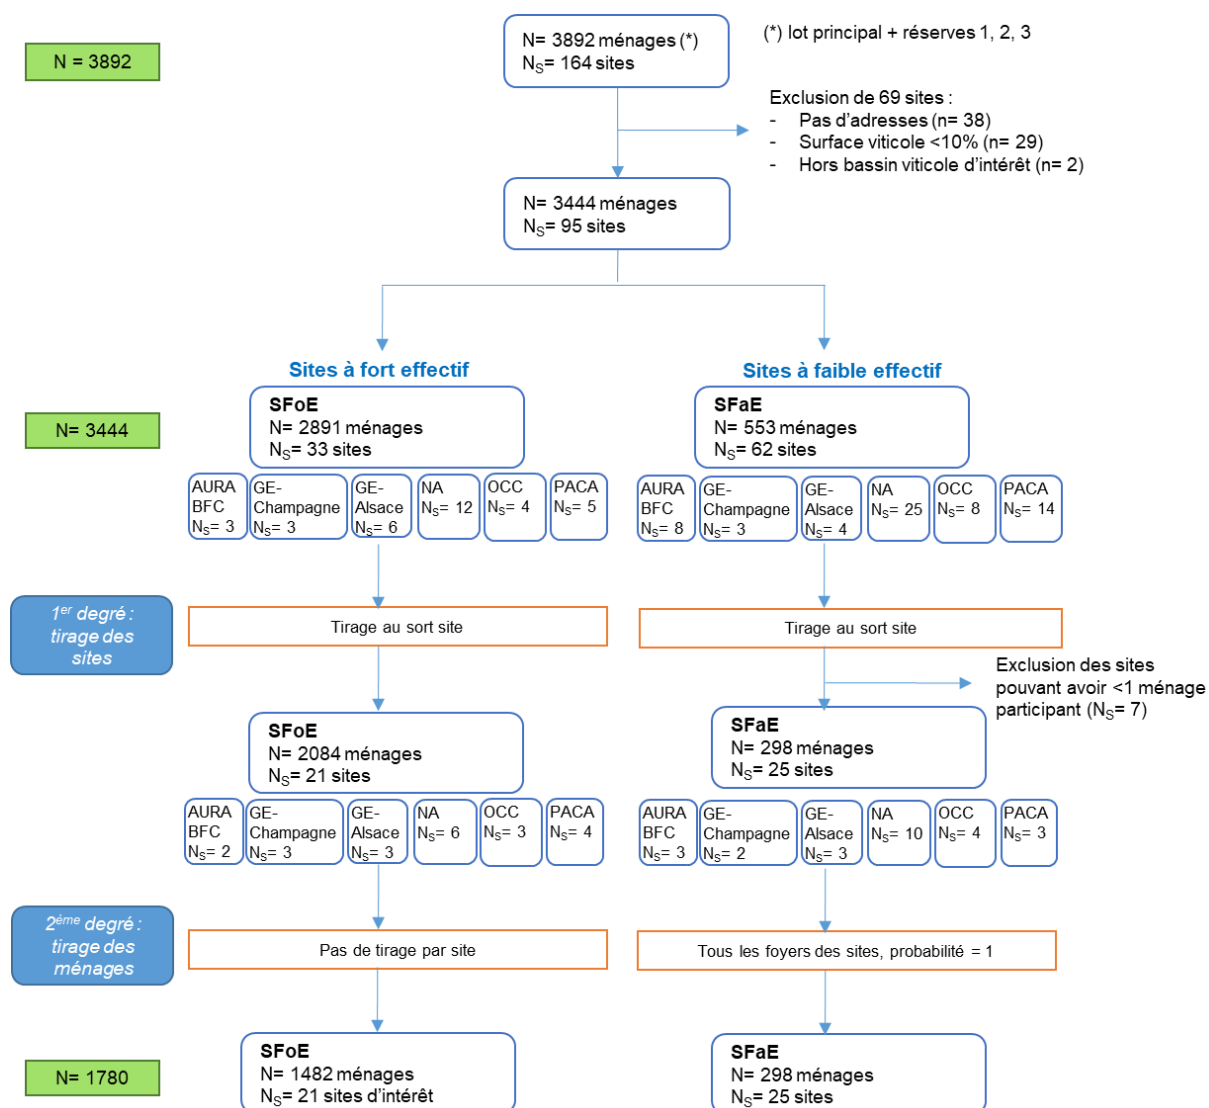 N = 3892
N= 3892 ménages (*)
NS= 164 sites
(*) lot principal + réserves 1, 2, 3
Exclusion de 69 sites :
- Pas d'adresses (n= 38)
- Surface viticole <10% (n= 29)
- Hors bassin viticole d'intérêt (n= 2)
N= 3444 ménages
NS= 95 sites
Sites à fort effectif
Sites à faible effectif
N= 3444
SFoE
N= 2891 ménages
NS= 33 sites
SFaE
N= 553 ménages
NS= 62 sites
AURA
BFC
NS= 3
GE-
Champagne
NS= 3
GE-
Alsace
NS= 6
NA
NS= 12
OCC
NS= 4
PACA
NS= 5
AURA
BFC
NS= 8
GE-
Champagne
NS= 3
GE-
Alsace
NS= 4
NA
NS= 25
OCC
NS= 8
PACA
NS= 14
1er degré :
tirage des
sites
Tirage au sort site
Tirage au sort site
Exclusion des sites
pouvant avoir <1 ménage
participant (NS= 7)
SFoE
N= 2084 ménages
NS= 21 sites
SFaE
N= 298 ménages
NS= 25 sites
AURA
BFC
NS= 2
GE-
Champagne
NS= 3
GE-
Alsace
NS= 3
NA
NS= 6
OCC
NS= 3
PACA
NS= 4
AURA
BFC
NS= 3
GE-
Champagne
NS= 2
GE-
Alsace
NS= 3
NA
NS= 10
OCC
NS= 4
PACA
NS= 3
2ème degré :
tirage des
ménages
Pas de tirage par site
Tous les foyers des sites, probabilité = 1
N= 1780
SFoE
N= 1482 ménages
NS= 21 sites d'intérêt
SFaE
N= 298 ménages
NS= 25 sites